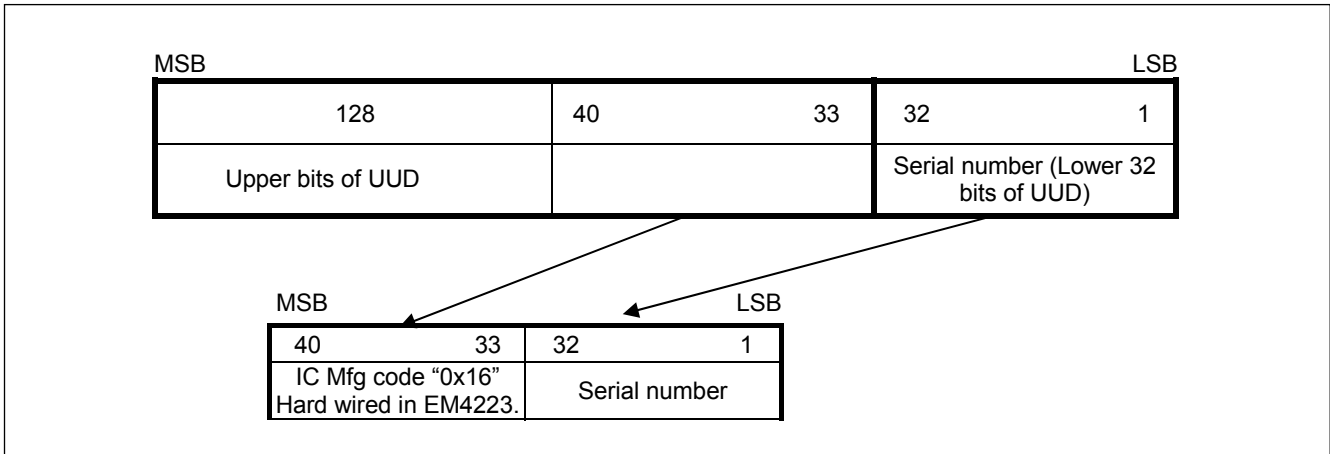 MSB LSB
128 40 33 32 1
Upper bits of UUD
Serial number (Lower 32
bits of UUD)
MSB LSB
40 33 32 1
IC Mfg code “0x16”
Hard wired in EM4223.
Serial number